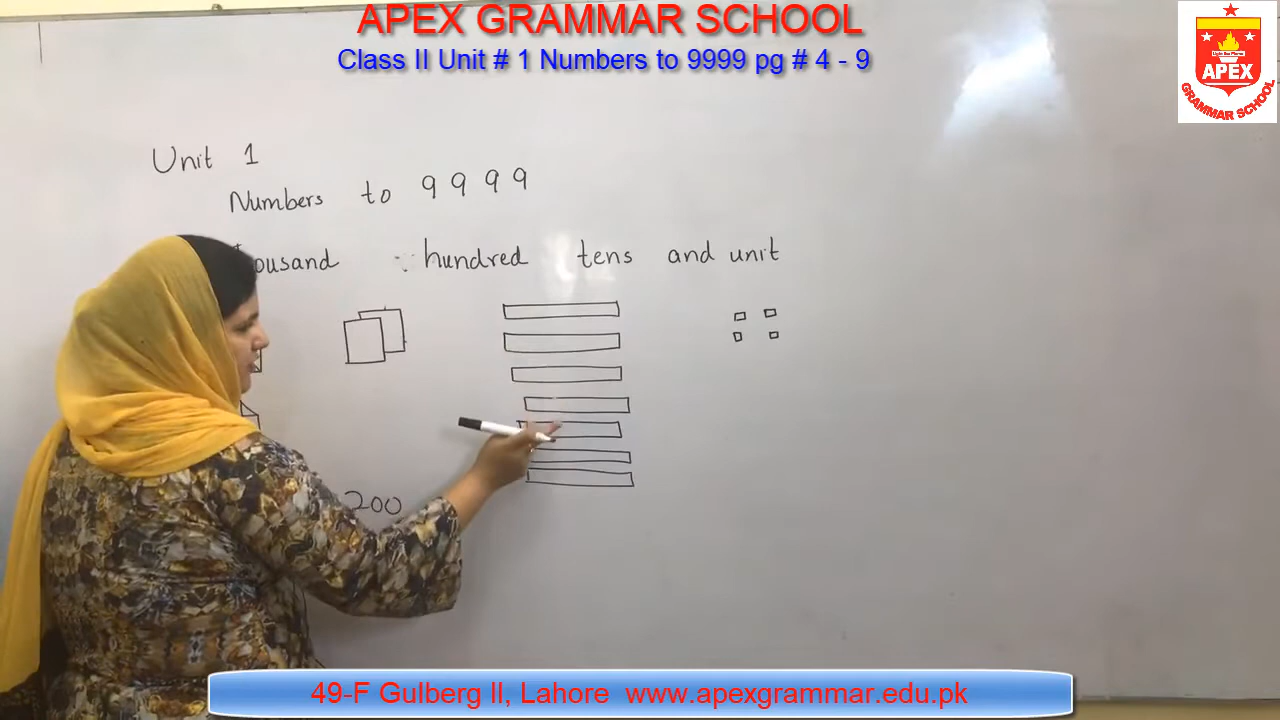 APEX GRAMMAR SCHOOL
Class II Unit # 1 Numbers to 9999 pg # 4 - 9
APEX
GRAMMAR SCHOOL
Unit 1
Numbers to 9999
ousand hundred tens and unit
200
49-F Gulberg II, Lahore www.apexgrammar.edu.pk